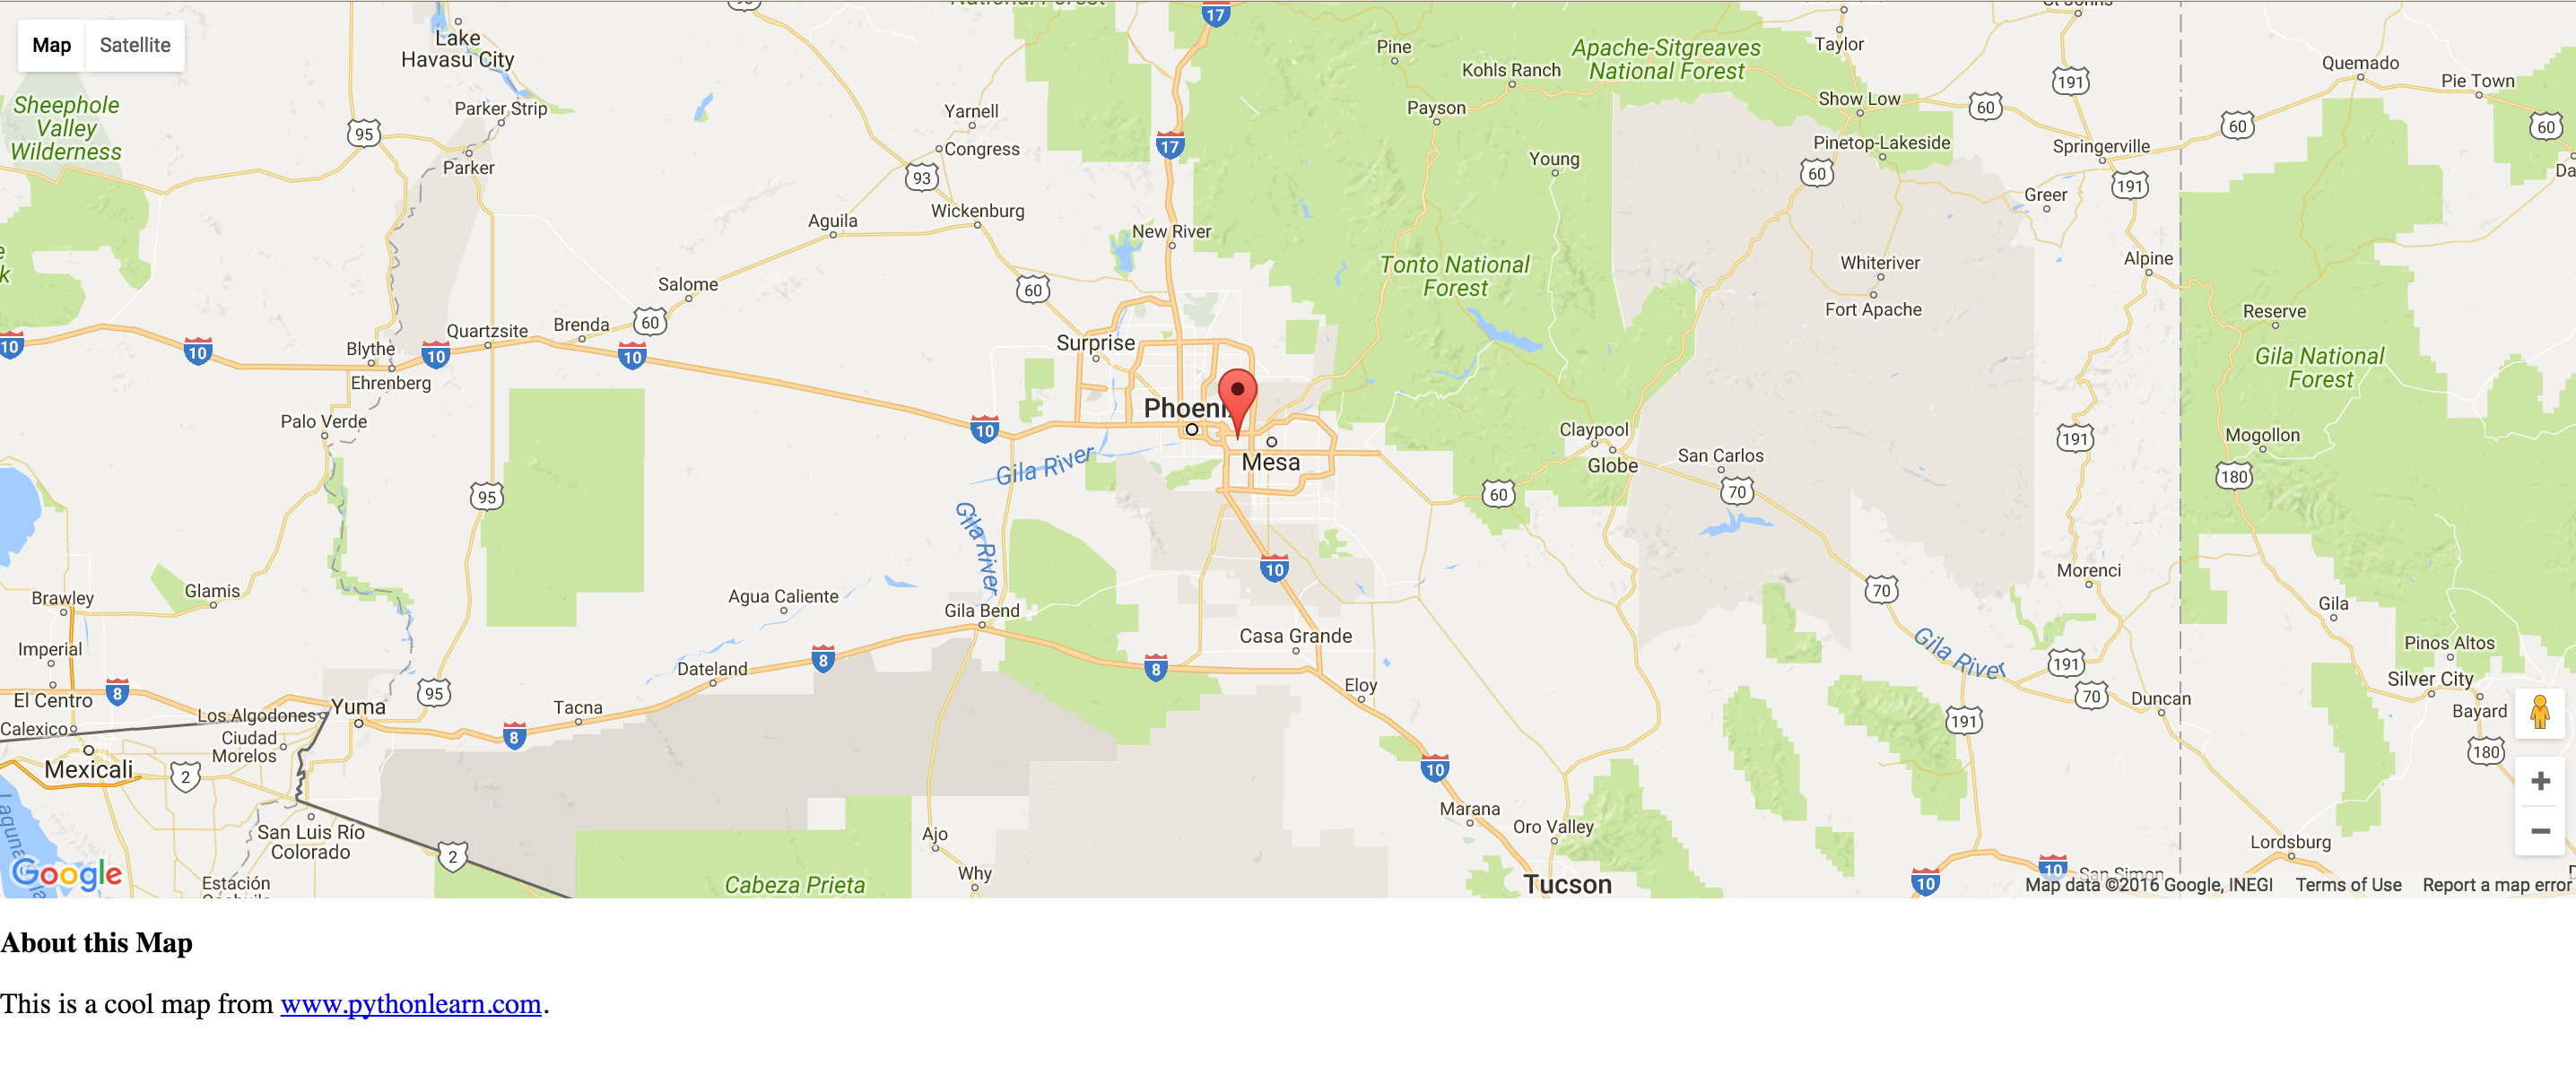 National Forest
17
Map
Satellite
Lake
Havasu City
Pine
Apache-Sitgreaves
National Forest
Taylor
St Johns
Kohls Ranch
191
Quemado
Pie Town
Sheephole
Valley
Wilderness
Parker Strip
Yarnell
Payson
Show Low
60
60
60
95
Congress
17
Pinetop-Lakeside
Springerville
Parker
93
Young
60
191
Greer
Da
Aguila
Wickenburg
New River
Salome
60
Tonto National
Forest
Whiteriver
Alpine
Fort Apache
Reserve
10
10
Blythe
10
Quartzsite
Brenda
60
10
Surprise
Gila National
Forest
Ehrenberg
Palo Verde
10
Phoeni
Mesa
Claypool
Globe
San Carlos
191
Mogollon
Gila River
95
60
70
180
Gila River
10
Brawley
Glamis
Agua Caliente
Gila Bend
70
Morenci
Gila
Imperial
Casa Grande
Gila River
191
Pinos Altos
Dateland
8
8
El Centro
8
95
Eloy
70
Duncan
Silver City
Calexico
Los Algodones
Yuma
Tacna
8
191
Bayard
Ciudad
Morelos
180
Mexicali
2
10
Laguna
San Luis Río
Colorado
2
Ajo
Marana
Oro Valley
Lordsburg
Google
Estación
Cabeza Prieta
Why
Tucson
10
10
San Simon
Map data ©2016 Google, INEGI
Terms of Use
Report a map error
About this Map
This is a cool map from www.pythonlearn.com.